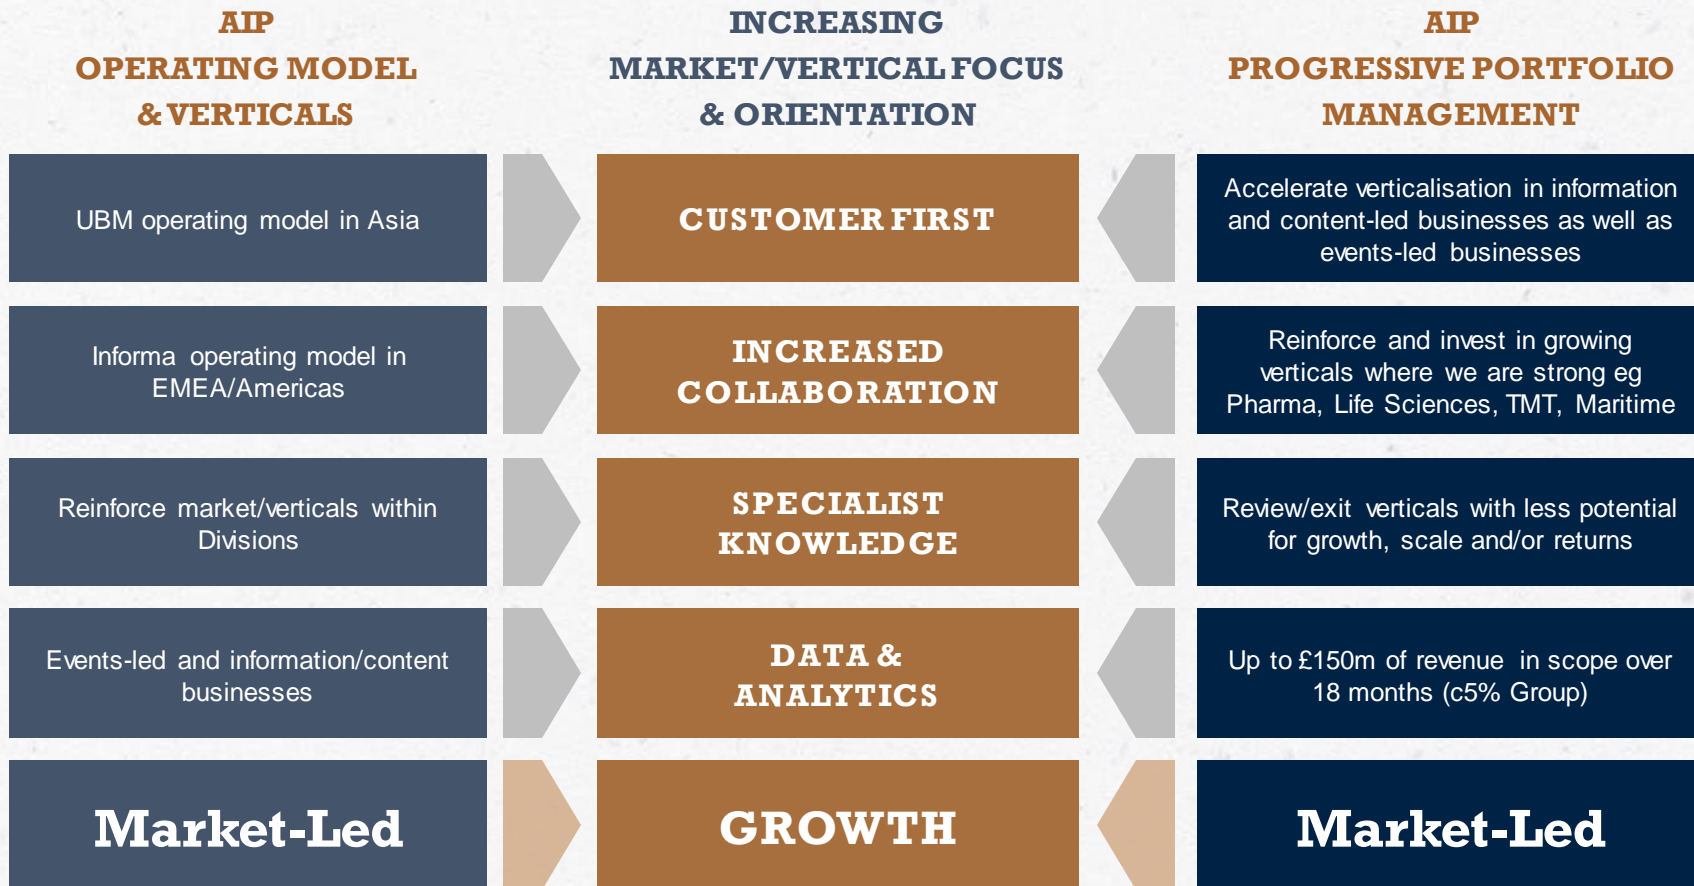 AIP
OPERATING MODEL
& VERTICALS
INCREASING
MARKET/VERTICAL FOCUS
& ORIENTATION
AIP
PROGRESSIVE PORTFOLIO
MANAGEMENT
UBM operating model in Asia
CUSTOMER FIRST
Accelerate verticalisation in information
and content-led businesses as well as
events-led businesses
Informa operating model in
EMEA/Americas
INCREASED
COLLABORATION
Reinforce and invest in growing
verticals where we are strong eg
Pharma, Life Sciences, TMT, Maritime
Reinforce market/verticals within
Divisions
SPECIALIST
KNOWLEDGE
Review/exit verticals with less potential
for growth, scale and/or returns
Events-led and information/content
businesses
DATA &
ANALYTICS
Up to £150m of revenue in scope over
18 months (c5% Group)
Market-Led
GROWTH
Market-Led